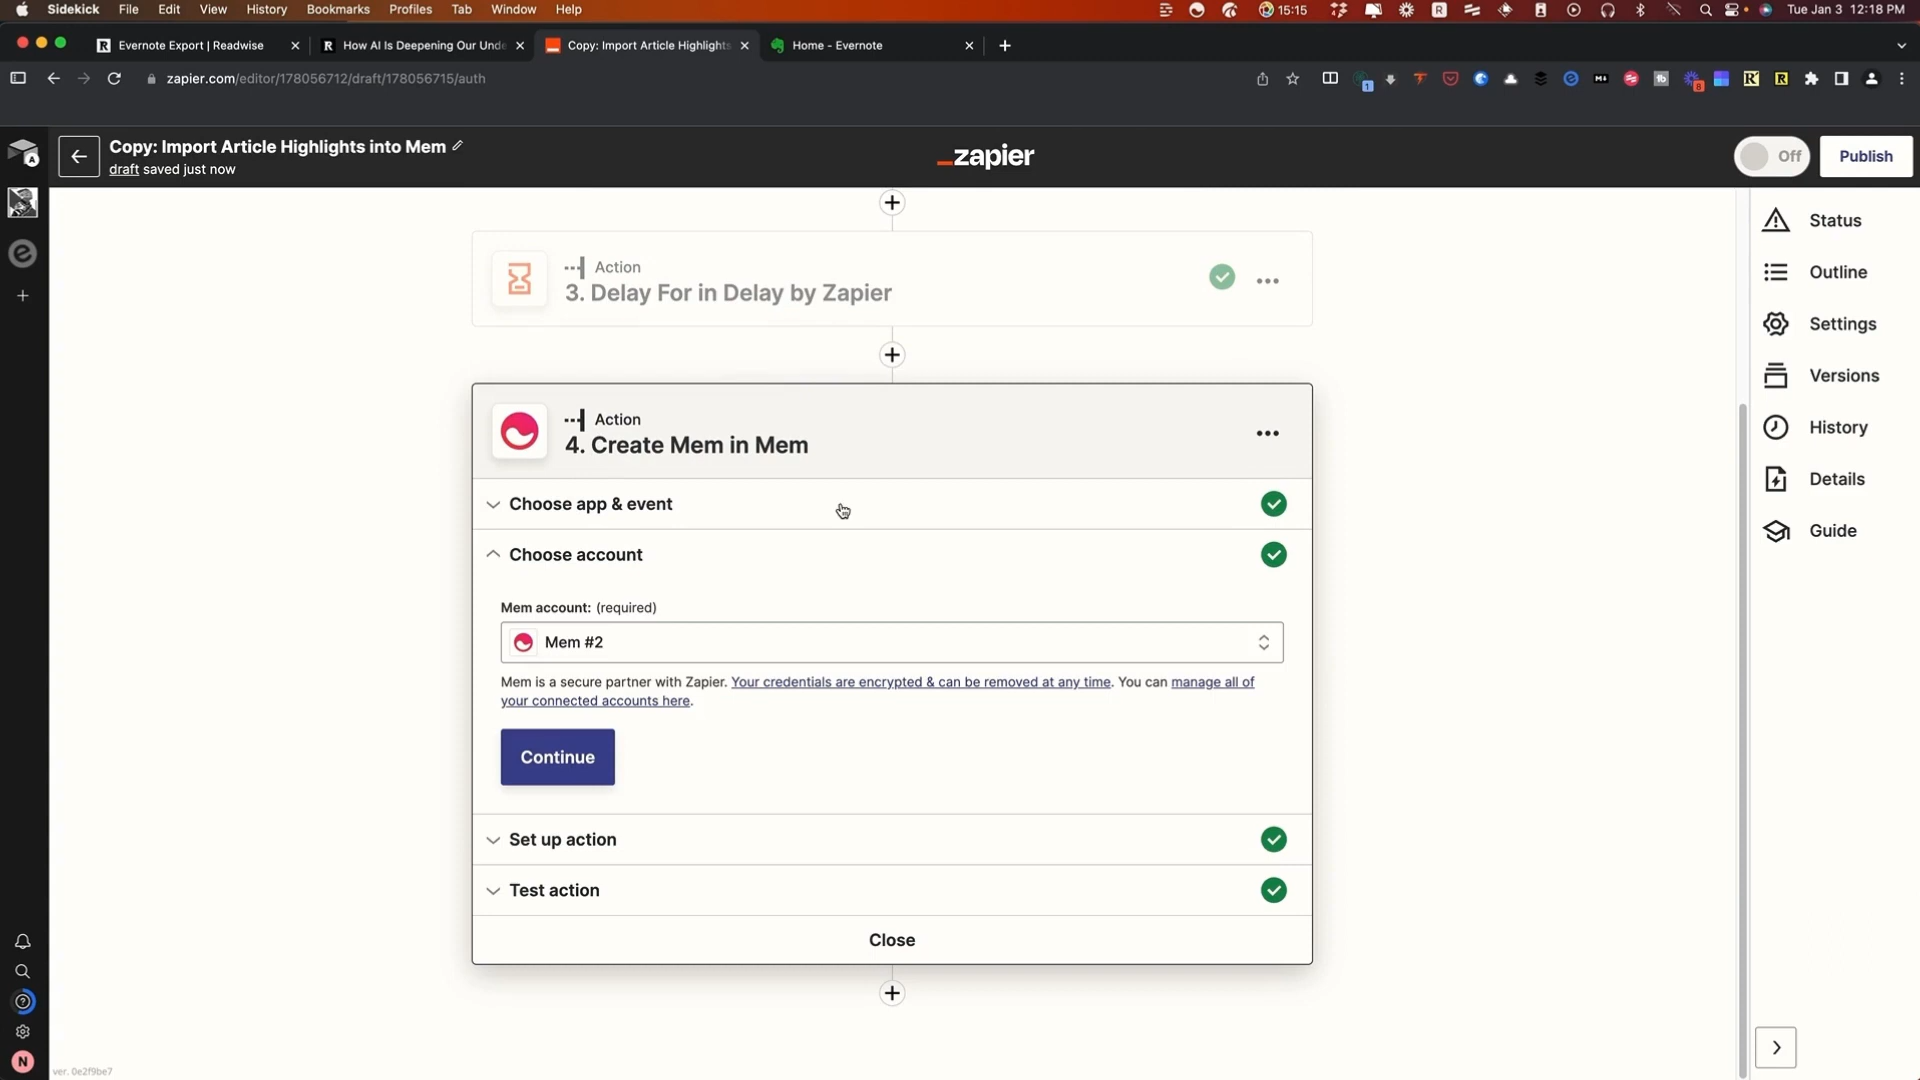 Sidekick File Edit View History Bookmarks Profiles Tab Window Help 15:15 Tue Jan 3 12:18 PM
Evernote Export | Readwise
How AI Is Deepening Our Unde
Copy: Import Article Highlights
Home - Evernote
zapier.com/editor/178056712/draft/178056715/auth
Copy: Import Article Highlights into Mem
draft saved just now
_zapier
Off
Publish
Action
3. Delay For in Delay by Zapier
Action
4. Create Mem in Mem
Choose app & event
Choose account
Mem account: (required)
Mem #2
Mem is a secure partner with Zapier. Your credentials are encrypted & can be removed at any time. You can manage all of
your connected accounts here.
Continue
Set up action
Test action
Close
Status
Outline
Settings
Versions
History
Details
Guide
N
ver. 0e2f9be7